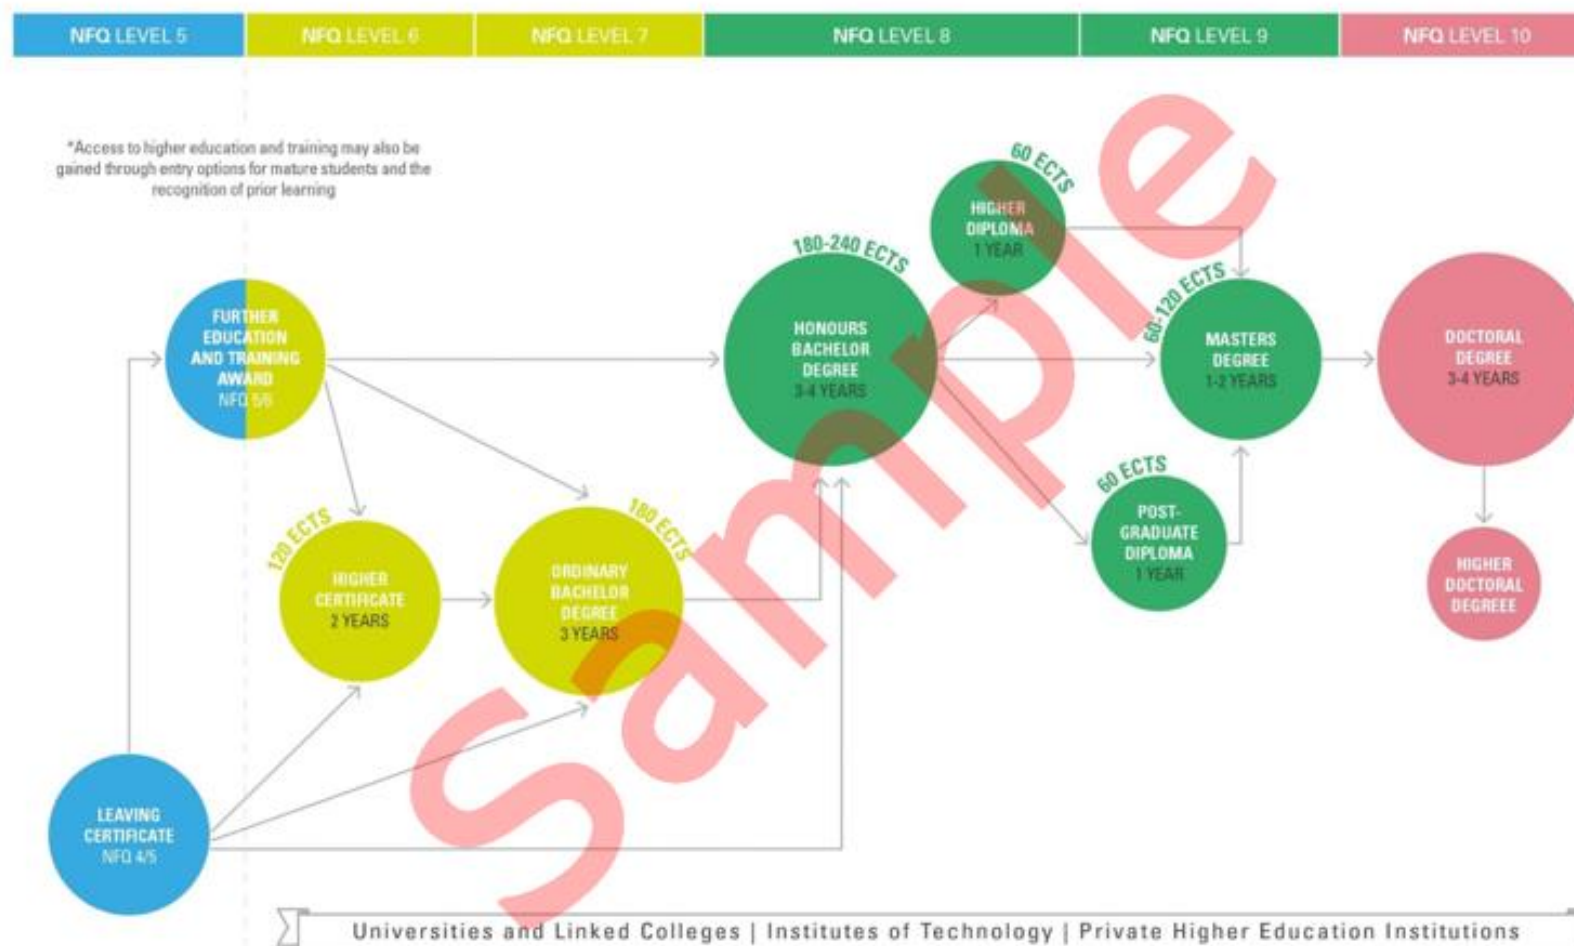 NFQ LEVEL 5
NFQ LEVEL 6
NFQ LEVEL 7
NFQ LEVEL 8
NFQ LEVEL 9
NFQ LEVEL 10
*Access to higher education and training may also be
gained through entry options for mature students and the
recognition of prior learning
60 ECTS
HIGHER
DIPLOMA
1 YEAR
180-240 ECTS
HONOURS
BACHELOR
DEGREE
3-4 YEARS
60-120 ECTS
MASTERS
DEGREE
1-2 YEARS
DOCTORAL
DEGREE
3-4 YEARS
FURTHER
EDUCATION
AND TRAINING
AWARD
NFQ 5/6
120 ECTS
HIGHER
CERTIFICATE
2 YEARS
180 ECTS
ORDINARY
BACHELOR
DEGREE
3 YEARS
60 ECTS
POST-
GRADUATE
DIPLOMA
1 YEAR
HIGHER
DOCTORAL
DEGREEE
LEAVING
CERTIFICATE
NFQ 4/5
Universities and Linked Colleges | Institutes of Technology | Private Higher Education Institutions
Sample